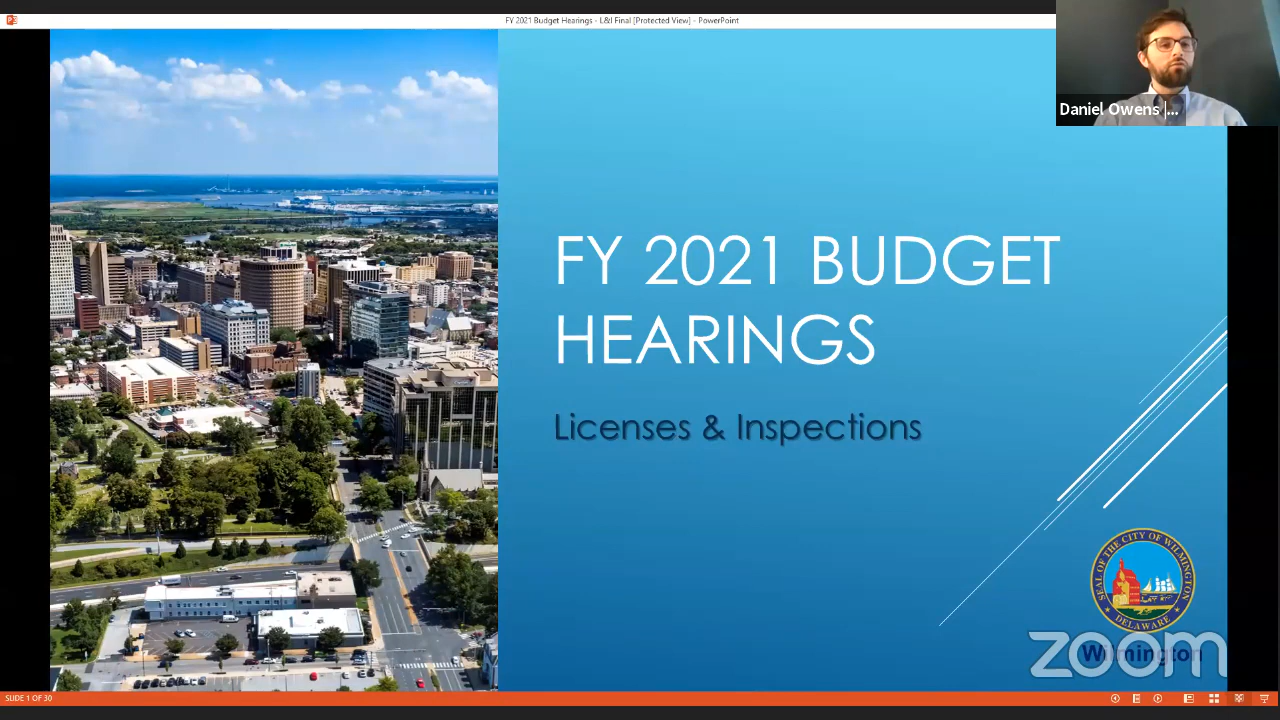 FY 2021 Budget Hearings - L&I Final [Protected View] - PowerPoint
Daniel Owens |...
FY 2021 BUDGET
HEARINGS
Licenses & Inspections
SEAL OF THE CITY OF WILMINGTON
DELAWARE
Wilmington
zoom
SLIDE 1 OF 30